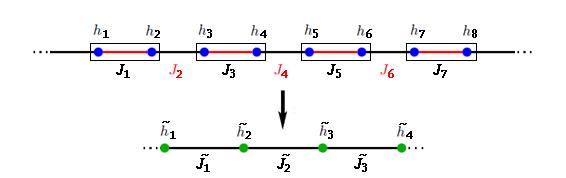 h₁ h₂ h₃ h₄ h₅ h₆ h₇ h₈
J₁ J₂ J₃ J₄ J₅ J₆ J₇
h̃₁ h̃₂ h̃₃ h̃₄
J̃₁ J̃₂ J̃₃